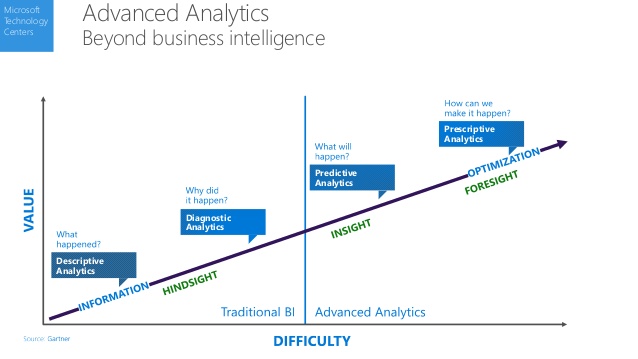 Microsoft
Technology
Centers
Advanced Analytics
Beyond business intelligence
How can we
make it happen?
Prescriptive
Analytics
What will
happen?
Predictive
Analytics
Why did
it happen?
Diagnostic
Analytics
What
happened?
Descriptive
Analytics
INFORMATION
HINDSIGHT
INSIGHT
OPTIMIZATION
FORESIGHT
VALUE
Traditional BI
Advanced Analytics
Source: Gartner
DIFFICULTY